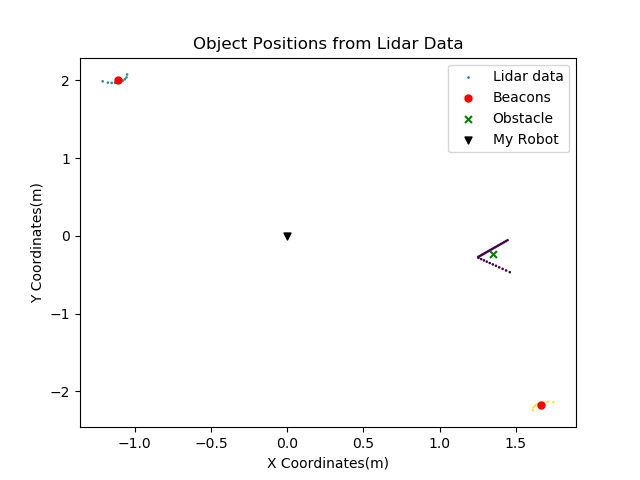 Object Positions from Lidar Data
Lidar data
Beacons
Obstacle
My Robot
2
1
0
−1
−2
Y Coordinates(m)
−1.0 −0.5 0.0 0.5 1.0 1.5
X Coordinates(m)